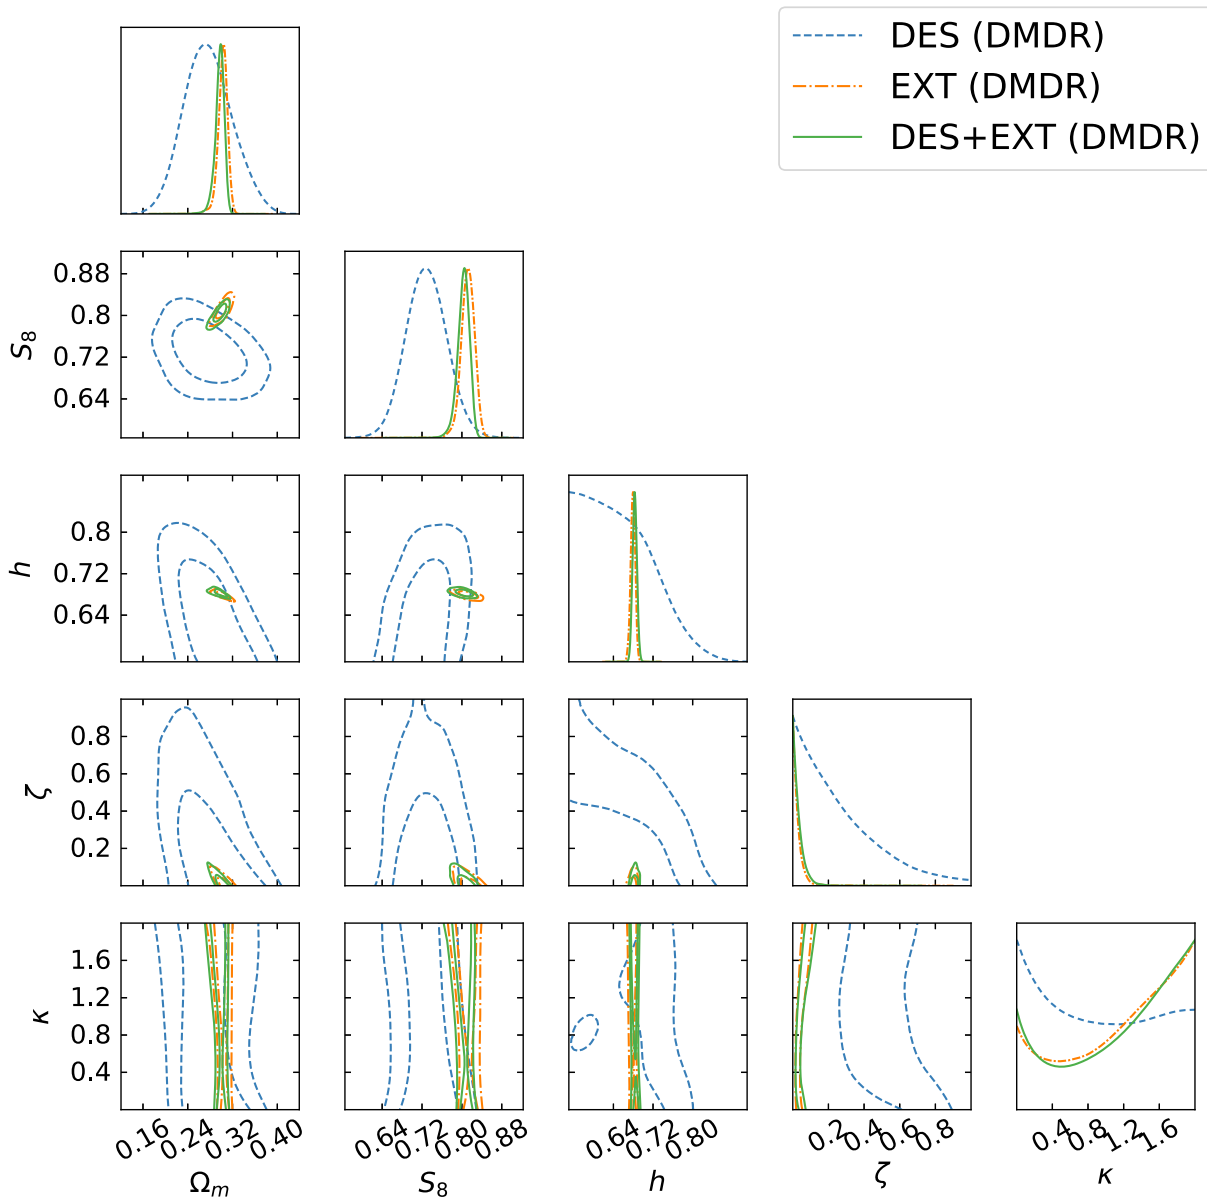 DES (DMDR)
EXT (DMDR)
DES+EXT (DMDR)
0.88
0.8
0.72
0.64
S₈
0.8
0.72
0.64
h
0.8
0.6
0.4
0.2
ζ
1.6
1.2
0.8
0.4
κ
0.16 0.24 0.32 0.40
0.64 0.72 0.80 0.88
0.64 0.72 0.80
0.2 0.4 0.6 0.8
0.4 0.8 1.2 1.6
Ωₘ S₈ h ζ κ